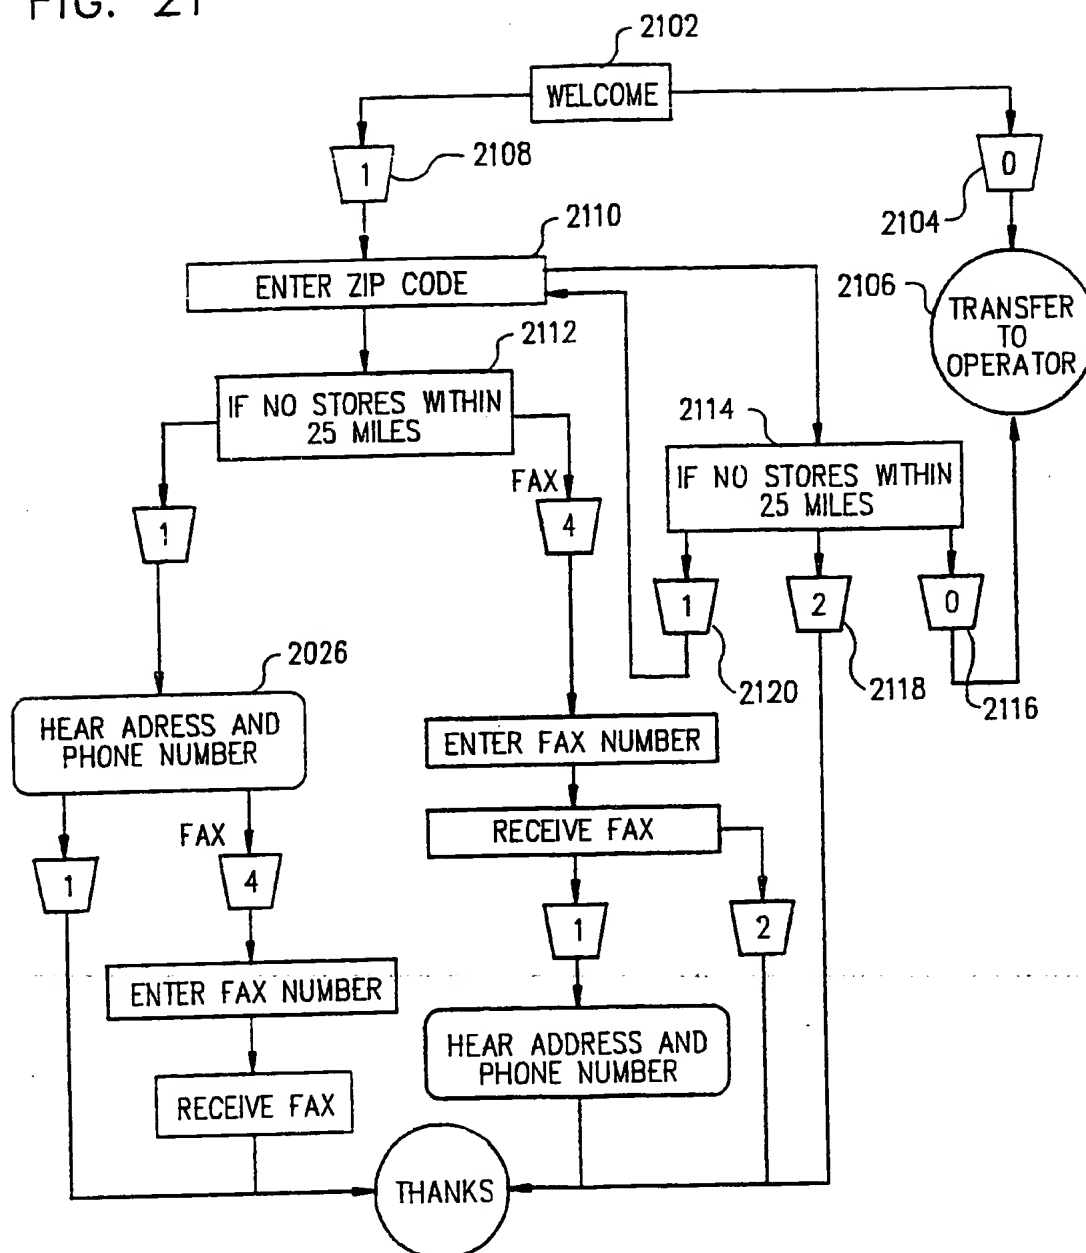 FIG. 21
2102
WELCOME
1
2108
0
2104
2110
ENTER ZIP CODE
2106
TRANSFER
TO
OPERATOR
2112
IF NO STORES WITHIN
25 MILES
2114
IF NO STORES WITHIN
25 MILES
1
FAX
4
1
2
0
2120
2118
2116
2026
HEAR ADRESS AND
PHONE NUMBER
ENTER FAX NUMBER
RECEIVE FAX
1
FAX
4
1
2
ENTER FAX NUMBER
HEAR ADDRESS AND
PHONE NUMBER
RECEIVE FAX
THANKS